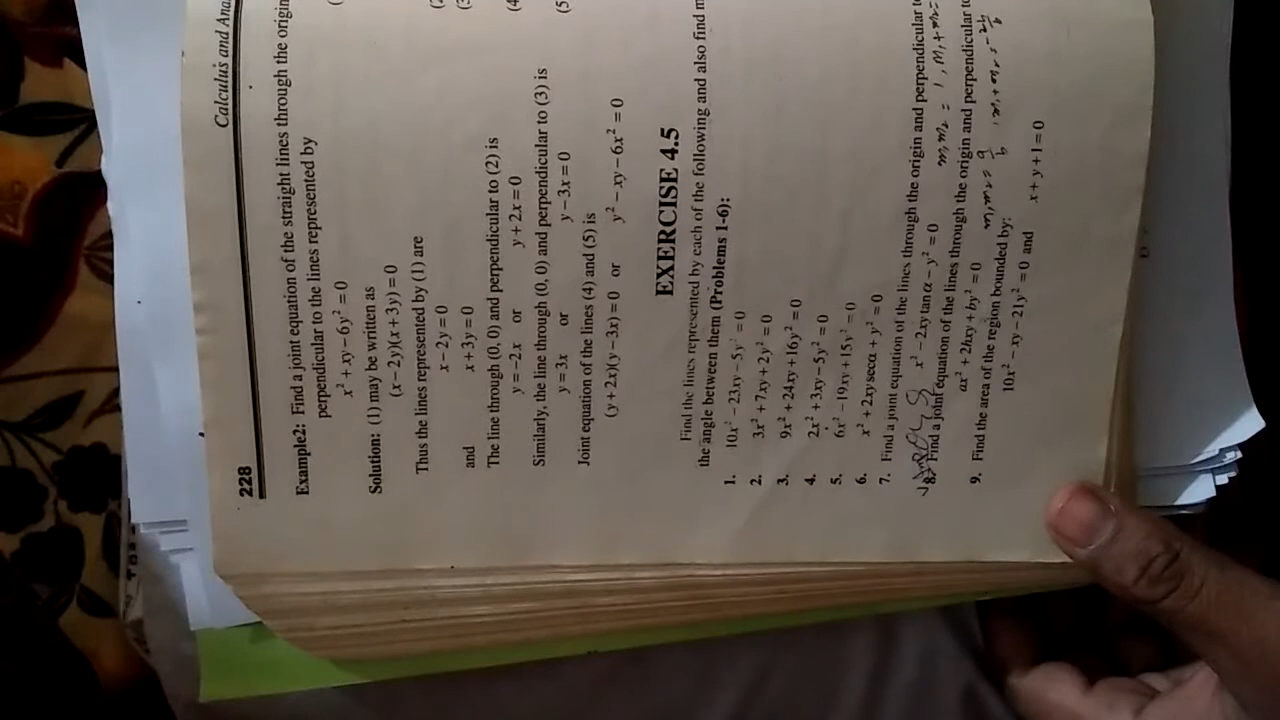 228
Calculus and Ana
Example2: Find a joint equation of the straight lines through the origin
perpendicular to the lines represented by
x² + xy − 6y² = 0 (
Solution: (1) may be written as
(x − 2y)(x + 3y) = 0
Thus the lines represented by (1) are
x − 2y = 0 (2
and x + 3y = 0 (3
The line through (0, 0) and perpendicular to (2) is
y = −2x or y + 2x = 0 (4
Similarly, the line through (0, 0) and perpendicular to (3) is
y = 3x or y − 3x = 0 (5
Joint equation of the lines (4) and (5) is
(y + 2x)(y − 3x) = 0 or y² − xy − 6x² = 0
EXERCISE 4.5
Find the lines represented by each of the following and also find m
the angle between them (Problems 1-6):
1. 10x² − 23xy − 5y² = 0
2. 3x² + 7xy + 2y² = 0
3. 9x² + 24xy + 16y² = 0
4. 2x² + 3xy − 5y² = 0
5. 6x² − 19xy + 15y² = 0
6. x² + 2xy secα + y² = 0
7. Find a joint equation of the lines through the origin and perpendicular t
x² − 2xy tan α − y² = 0
8. Find a joint equation of the lines through the origin and perpendicular to
ax² + 2hxy + by² = 0
9. Find the area of the region bounded by:
10x² − xy − 21y² = 0 and x + y + 1 = 0